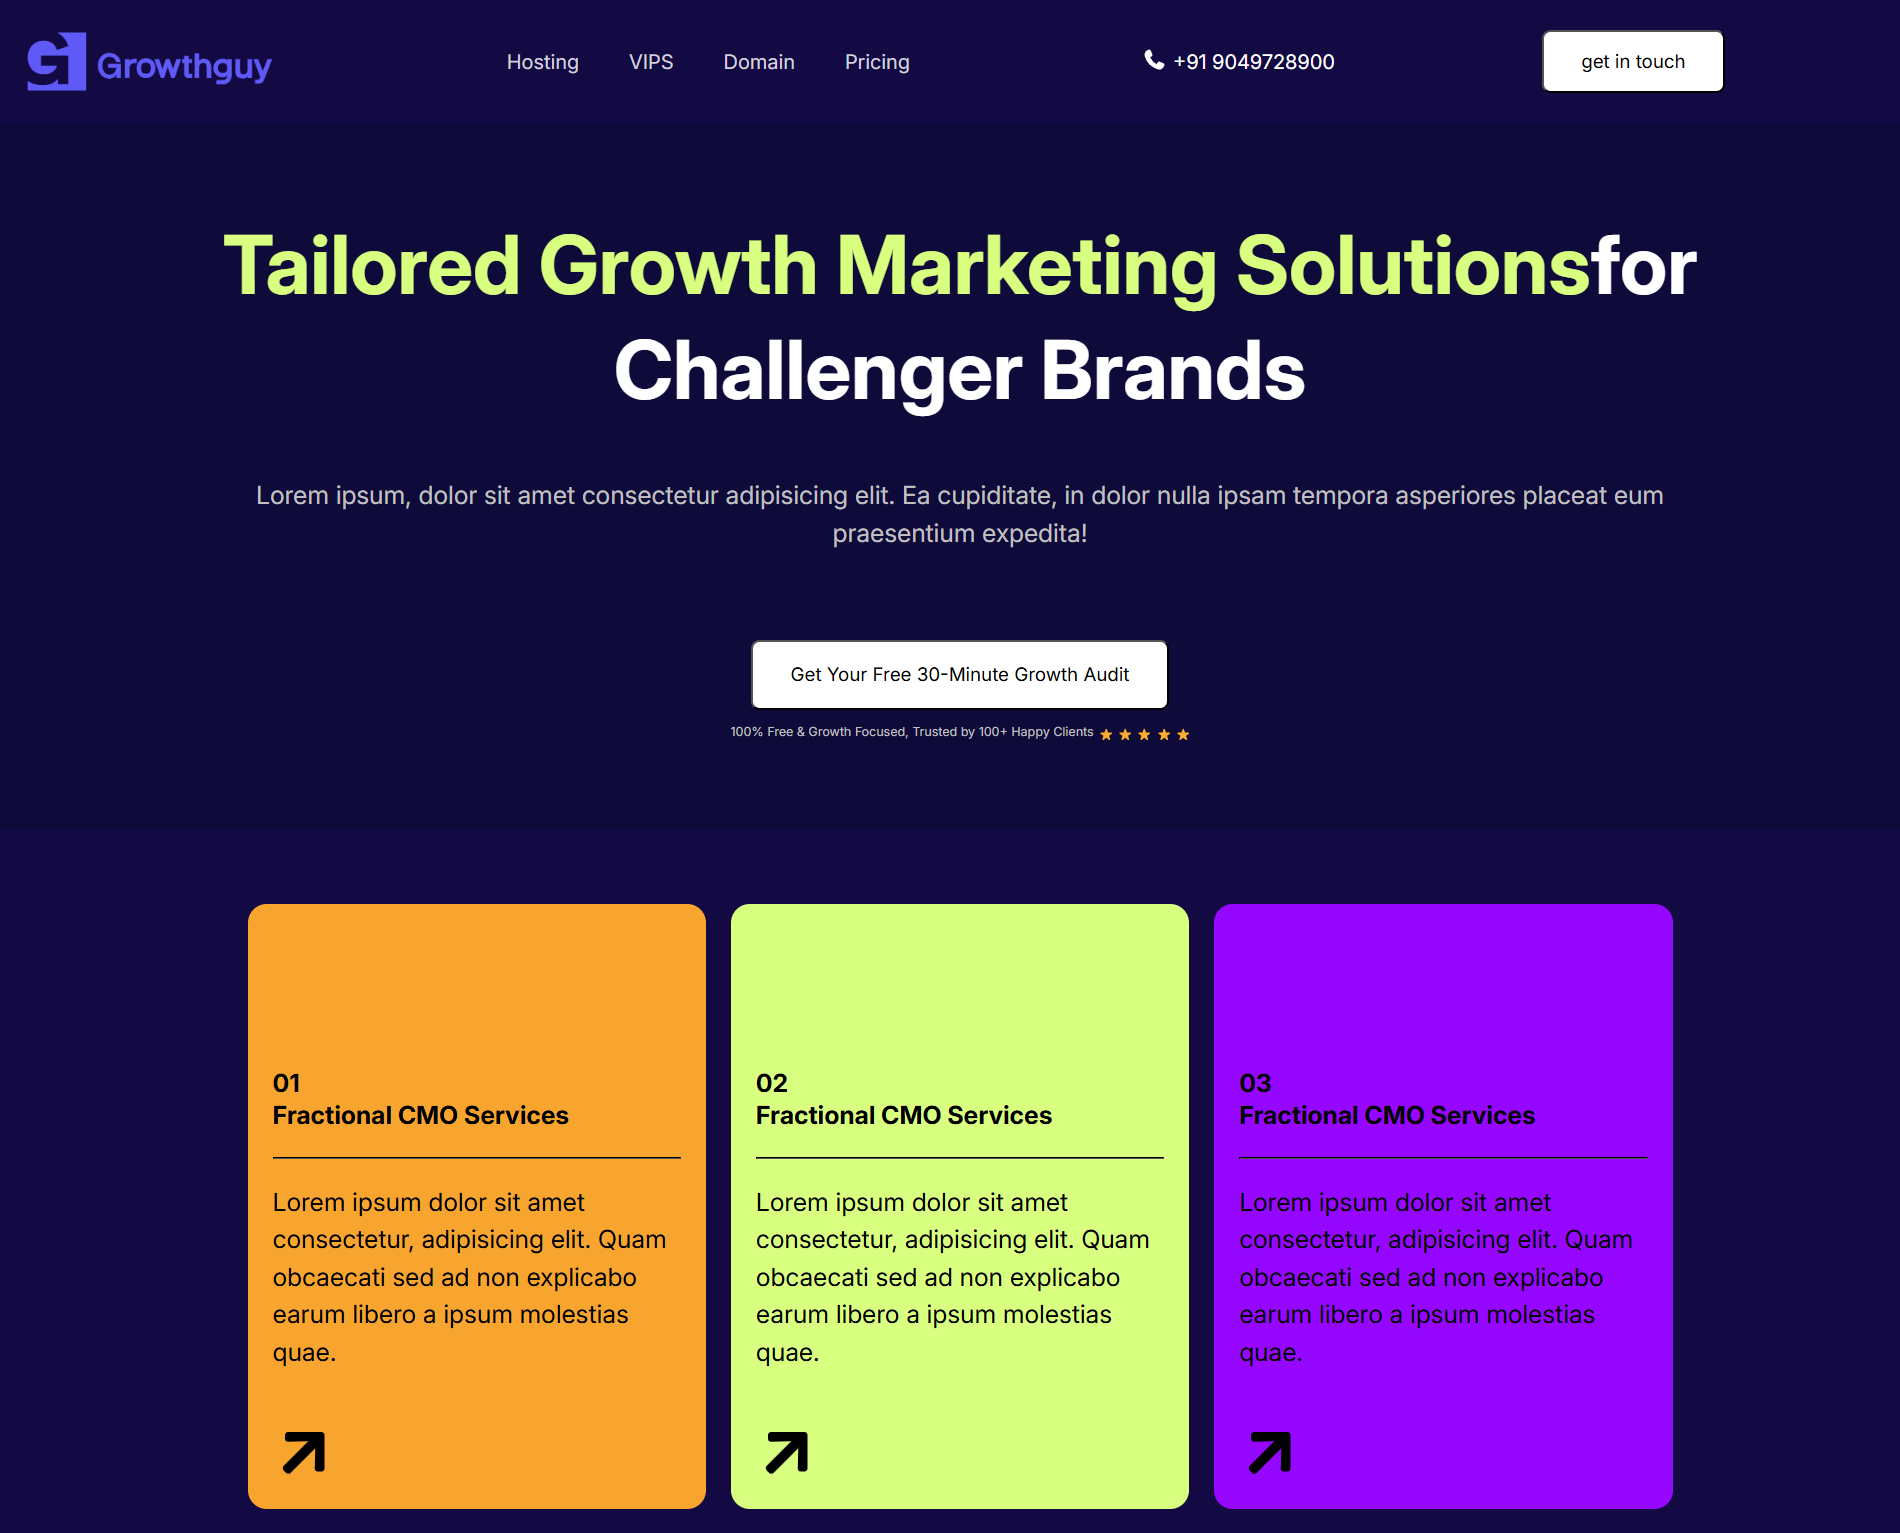 G1 Growthguy
Hosting VIPS Domain Pricing
+91 9049728900
get in touch
Tailored Growth Marketing Solutionsfor
Challenger Brands
Lorem ipsum, dolor sit amet consectetur adipisicing elit. Ea cupiditate, in dolor nulla ipsam tempora asperiores placeat eum
praesentium expedita!
Get Your Free 30-Minute Growth Audit
100% Free & Growth Focused, Trusted by 100+ Happy Clients
01
Fractional CMO Services
Lorem ipsum dolor sit amet
consectetur, adipisicing elit. Quam
obcaecati sed ad non explicabo
earum libero a ipsum molestias
quae.
02
Fractional CMO Services
Lorem ipsum dolor sit amet
consectetur, adipisicing elit. Quam
obcaecati sed ad non explicabo
earum libero a ipsum molestias
quae.
03
Fractional CMO Services
Lorem ipsum dolor sit amet
consectetur, adipisicing elit. Quam
obcaecati sed ad non explicabo
earum libero a ipsum molestias
quae.